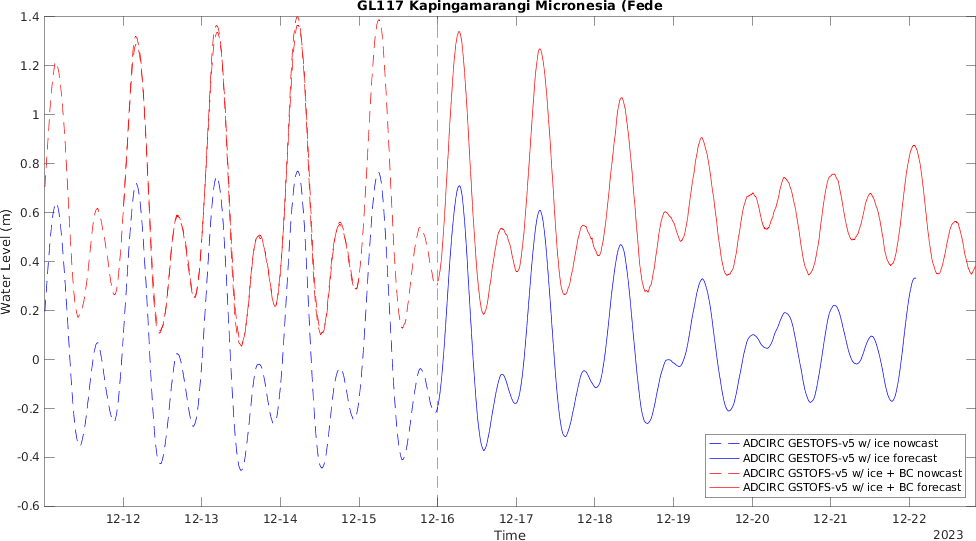 GL117 Kapingamarangi Micronesia (Fede
1.4
1.2
1
0.8
0.6
0.4
0.2
0
-0.2
-0.4
-0.6
Water Level (m)
ADCIRC GESTOFS-v5 w/ ice nowcast
ADCIRC GESTOFS-v5 w/ ice forecast
ADCIRC GSTOFS-v5 w/ ice + BC nowcast
ADCIRC GSTOFS-v5 w/ ice + BC forecast
12-12 12-13 12-14 12-15 12-16 12-17 12-18 12-19 12-20 12-21 12-22
Time
2023